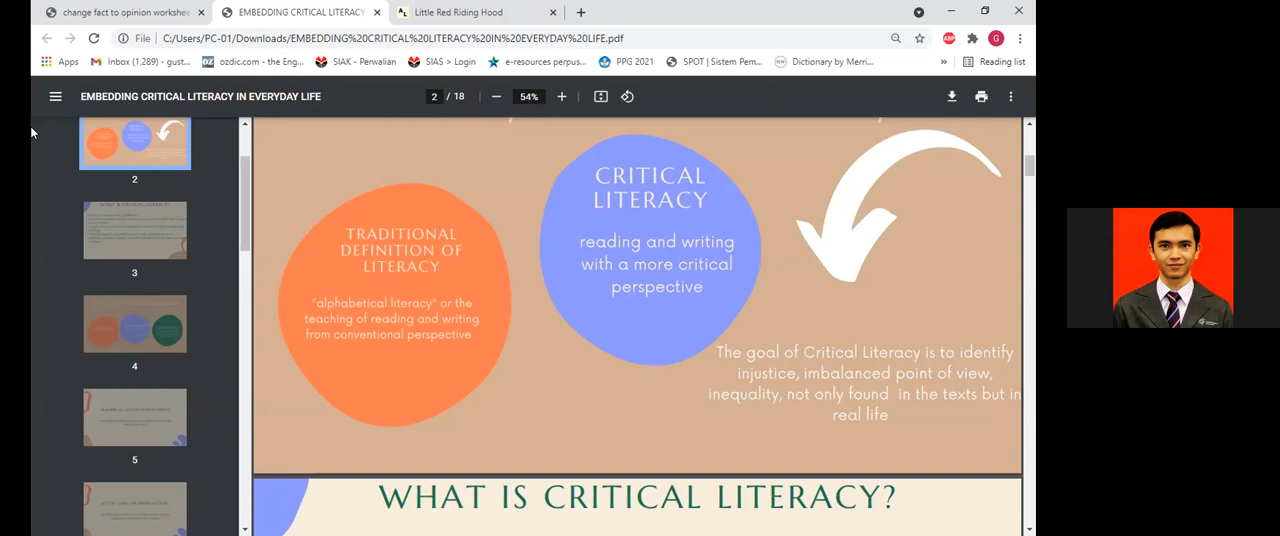 change fact to opinion workshee
EMBEDDING CRITICAL LITERACY
Little Red Riding Hood
File
C:/Users/PC-01/Downloads/EMBEDDING%20CRITICAL%20LITERACY%20IN%20EVERYDAY%20LIFE.pdf
ABP
G
Apps
Inbox (1,289) - gust...
ozdic.com - the Eng...
SIAK - Perwalian
SIAS > Login
e-resources perpus...
PPG 2021
SPOT | Sistem Pem...
Dictionary by Merri...
Reading list
EMBEDDING CRITICAL LITERACY IN EVERYDAY LIFE
2 / 18
54%
2
3
4
5
CRITICAL
LITERACY
reading and writing
with a more critical
perspective
TRADITIONAL
DEFINITION OF
LITERACY
"alphabetical literacy" or the
teaching of reading and writing
from conventional perspective
The goal of Critical Literacy is to identify
injustice, imbalanced point of view,
inequality, not only found in the texts but in
real life
WHAT IS CRITICAL LITERACY?